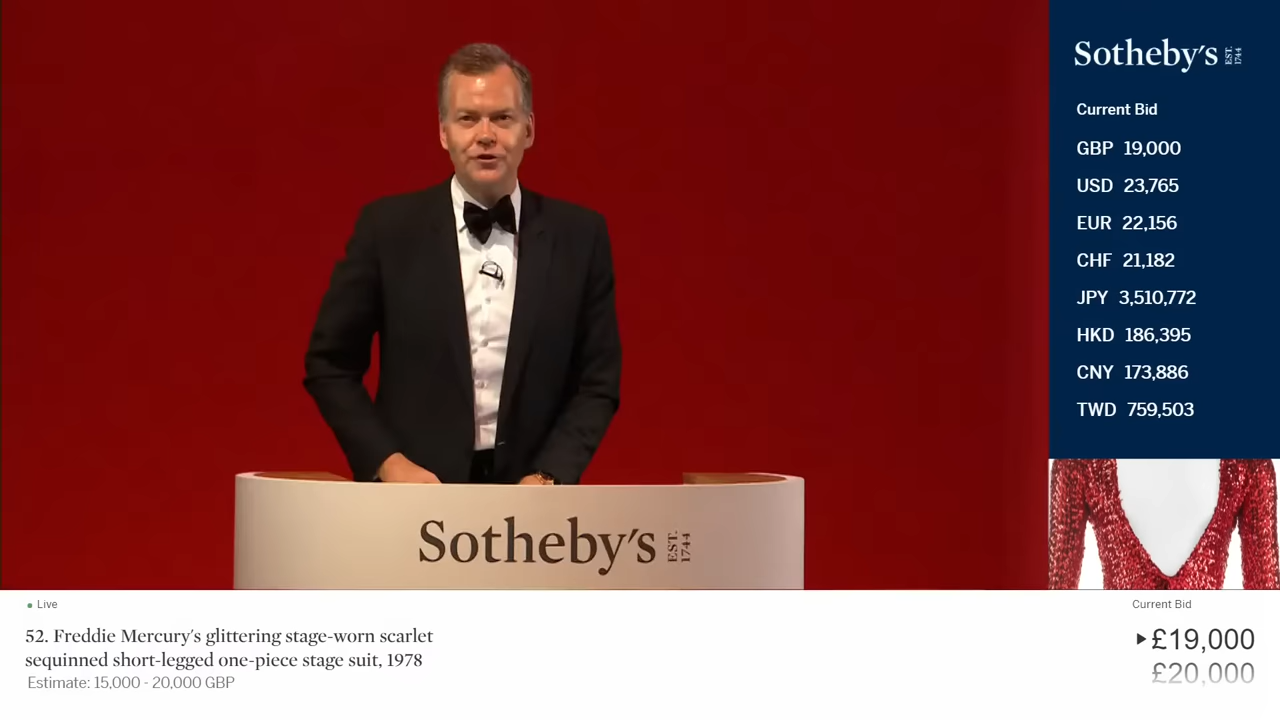 Sotheby's EST. 1744
Current Bid
GBP 19,000
USD 23,765
EUR 22,156
CHF 21,182
JPY 3,510,772
HKD 186,395
CNY 173,886
TWD 759,503
Sotheby's EST. 1744
Live
52. Freddie Mercury's glittering stage-worn scarlet
sequinned short-legged one-piece stage suit, 1978
Estimate: 15,000 - 20,000 GBP
Current Bid
£19,000
£20,000